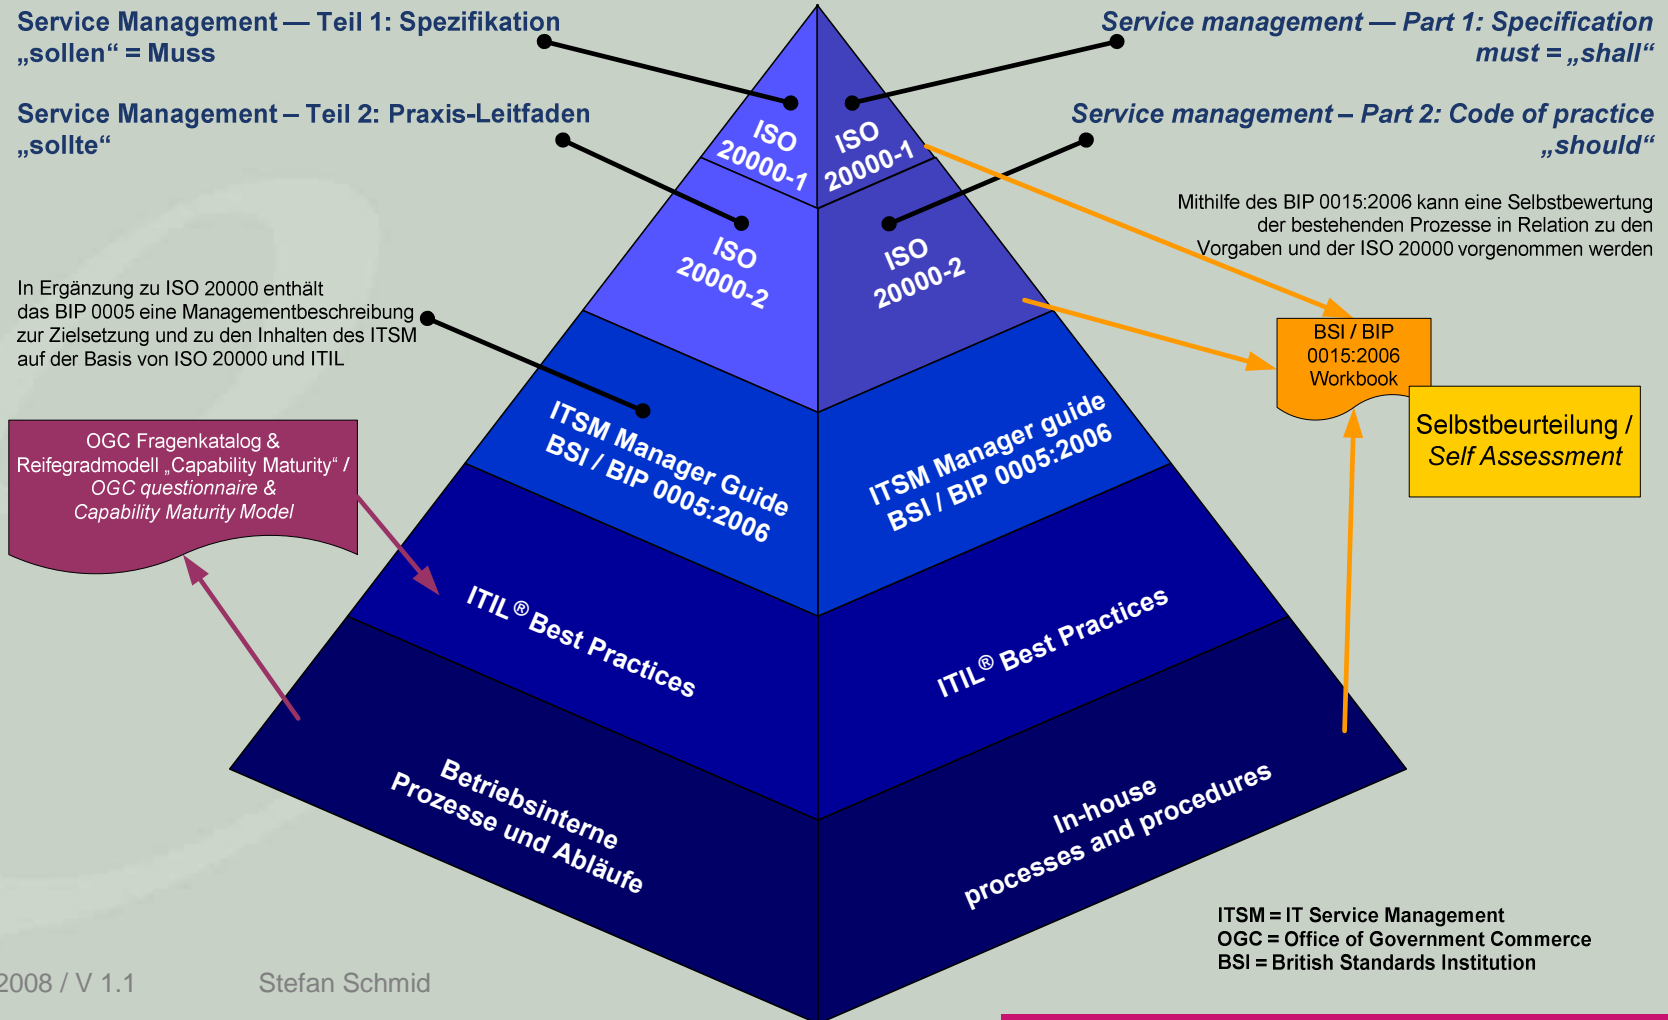 Service Management — Teil 1: Spezifikation
„sollen“ = Muss
Service management — Part 1: Specification
must = „shall“
Service Management – Teil 2: Praxis-Leitfaden
„sollte“
Service management – Part 2: Code of practice
„should“
Mithilfe des BIP 0015:2006 kann eine Selbstbewertung
der bestehenden Prozesse in Relation zu den
Vorgaben und der ISO 20000 vorgenommen werden
In Ergänzung zu ISO 20000 enthält
das BIP 0005 eine Managementbeschreibung
zur Zielsetzung und zu den Inhalten des ITSM
auf der Basis von ISO 20000 und ITIL
ISO
20000-1
ISO
20000-1
ISO
20000-2
ISO
20000-2
BSI / BIP
0015:2006
Workbook
Selbstbeurteilung /
Self Assessment
OGC Fragenkatalog &
Reifegradmodell „Capability Maturity“ /
OGC questionnaire &
Capability Maturity Model
ITSM Manager Guide
BSI / BIP 0005:2006
ITSM Manager guide
BSI / BIP 0005:2006
ITIL® Best Practices
ITIL® Best Practices
Betriebsinterne
Prozesse und Abläufe
In-house
processes and procedures
ITSM = IT Service Management
OGC = Office of Government Commerce
BSI = British Standards Institution
2008 / V 1.1
Stefan Schmid